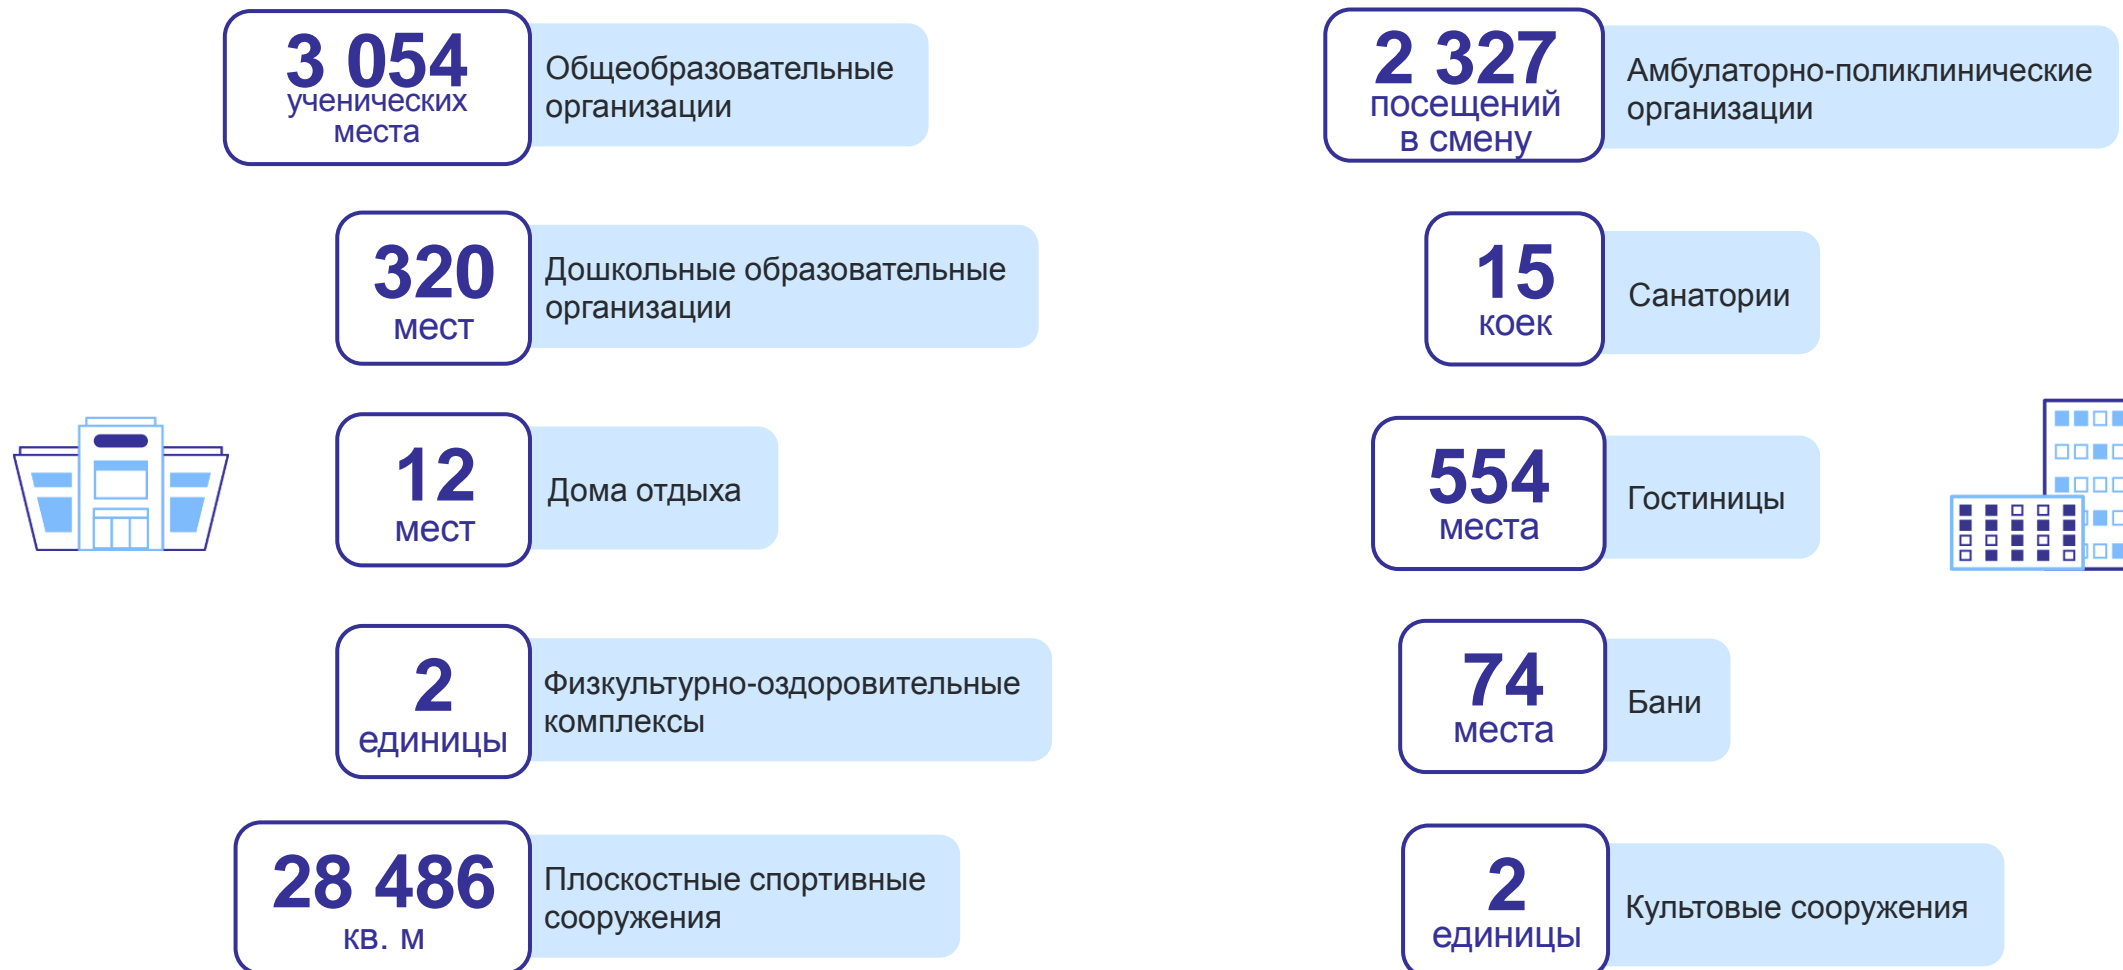 3 054
ученических
места
Общеобразовательные
организации
320
мест
Дошкольные образовательные
организации
12
мест
Дома отдыха
2
единицы
Физкультурно-оздоровительные
комплексы
28 486
кв. м
Плоскостные спортивные
сооружения
2 327
посещений
в смену
Амбулаторно-поликлинические
организации
15
коек
Санатории
554
места
Гостиницы
74
места
Бани
2
единицы
Культовые сооружения